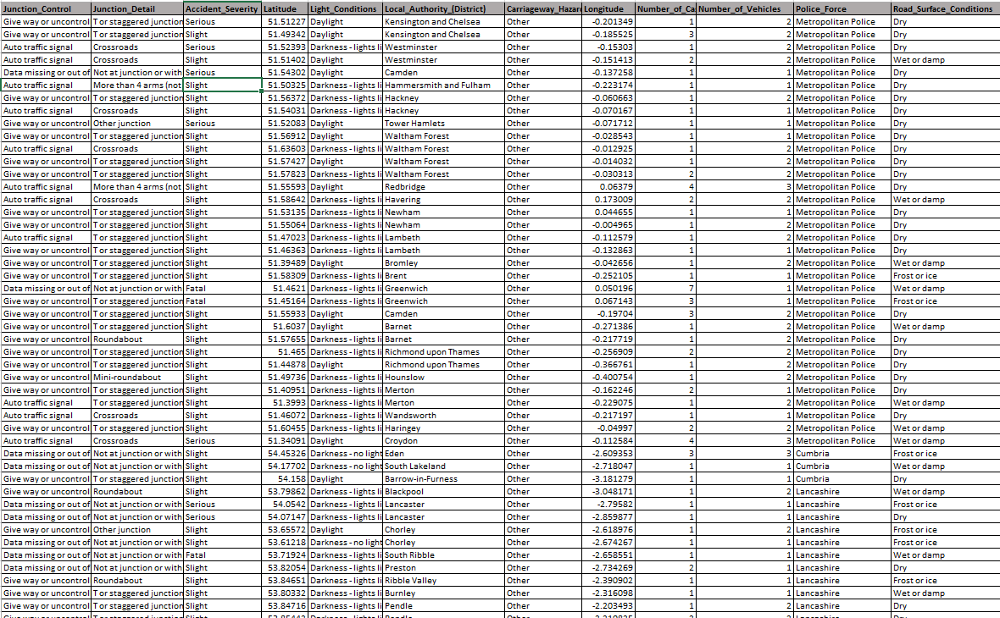 Junction_Control Junction_Detail Accident_Severity Latitude Light_Conditions Local_Authority_(District) Carriageway_Hazar Longitude Number_of_Ca Number_of_Vehicles Police_Force Road_Surface_Conditions
Give way or uncontrol T or staggered junction Serious 51.51227 Daylight Kensington and Chelsea Other -0.201349 1 2 Metropolitan Police Dry
Give way or uncontrol T or staggered junction Slight 51.49342 Daylight Kensington and Chelsea Other -0.185525 3 2 Metropolitan Police Dry
Auto traffic signal Crossroads Serious 51.52393 Darkness - lights li Westminster Other -0.15303 1 2 Metropolitan Police Dry
Auto traffic signal Crossroads Slight 51.51402 Daylight Westminster Other -0.151413 2 2 Metropolitan Police Wet or damp
Data missing or out of Not at junction or with Serious 51.54302 Daylight Camden Other -0.137258 1 1 Metropolitan Police Dry
Auto traffic signal More than 4 arms (not Slight 51.50325 Darkness - lights li Hammersmith and Fulham Other -0.223174 1 1 Metropolitan Police Dry
Give way or uncontrol T or staggered junction Slight 51.56372 Darkness - lights li Hackney Other -0.060663 1 2 Metropolitan Police Dry
Auto traffic signal Crossroads Slight 51.54031 Darkness - lights li Hackney Other -0.070167 1 1 Metropolitan Police Dry
Give way or uncontrol Other junction Serious 51.52083 Daylight Tower Hamlets Other -0.071712 1 1 Metropolitan Police Dry
Give way or uncontrol T or staggered junction Slight 51.56912 Daylight Waltham Forest Other -0.028543 1 1 Metropolitan Police Dry
Auto traffic signal Crossroads Slight 51.63603 Darkness - lights li Waltham Forest Other -0.012925 1 2 Metropolitan Police Dry
Give way or uncontrol T or staggered junction Slight 51.57427 Daylight Waltham Forest Other -0.014032 1 2 Metropolitan Police Dry
Give way or uncontrol T or staggered junction Slight 51.57823 Darkness - lights li Waltham Forest Other -0.030313 2 2 Metropolitan Police Dry
Auto traffic signal More than 4 arms (not Slight 51.55593 Daylight Redbridge Other 0.06379 4 3 Metropolitan Police Dry
Auto traffic signal Crossroads Slight 51.58642 Darkness - lights li Havering Other 0.173009 2 2 Metropolitan Police Wet or damp
Give way or uncontrol T or staggered junction Slight 51.53135 Darkness - lights li Newham Other 0.044655 1 1 Metropolitan Police Dry
Give way or uncontrol T or staggered junction Slight 51.55064 Darkness - lights li Newham Other -0.004965 1 2 Metropolitan Police Dry
Auto traffic signal T or staggered junction Slight 51.47023 Darkness - lights li Lambeth Other -0.112579 1 2 Metropolitan Police Dry
Give way or uncontrol T or staggered junction Slight 51.46363 Darkness - lights li Lambeth Other -0.132863 1 1 Metropolitan Police Dry
Give way or uncontrol T or staggered junction Slight 51.39489 Daylight Bromley Other -0.042656 1 2 Metropolitan Police Wet or damp
Give way or uncontrol T or staggered junction Slight 51.58309 Darkness - lights li Brent Other -0.252105 1 1 Metropolitan Police Frost or ice
Data missing or out of Not at junction or with Fatal 51.4621 Darkness - lights li Greenwich Other 0.050196 7 1 Metropolitan Police Wet or damp
Give way or uncontrol T or staggered junction Fatal 51.45164 Darkness - lights li Greenwich Other 0.067143 3 1 Metropolitan Police Frost or ice
Give way or uncontrol T or staggered junction Slight 51.55933 Daylight Camden Other -0.19704 3 2 Metropolitan Police Dry
Give way or uncontrol T or staggered junction Slight 51.6037 Daylight Barnet Other -0.271386 1 2 Metropolitan Police Wet or damp
Give way or uncontrol Roundabout Slight 51.57655 Darkness - lights li Barnet Other -0.217719 1 2 Metropolitan Police Dry
Give way or uncontrol T or staggered junction Slight 51.465 Darkness - lights li Richmond upon Thames Other -0.256909 2 2 Metropolitan Police Dry
Give way or uncontrol T or staggered junction Slight 51.44878 Daylight Richmond upon Thames Other -0.366761 1 2 Metropolitan Police Dry
Give way or uncontrol Mini-roundabout Slight 51.49736 Darkness - lights li Hounslow Other -0.400754 1 2 Metropolitan Police Dry
Give way or uncontrol T or staggered junction Slight 51.40951 Darkness - lights li Merton Other -0.162246 2 1 Metropolitan Police Dry
Auto traffic signal T or staggered junction Slight 51.3993 Darkness - lights li Merton Other -0.229075 1 2 Metropolitan Police Wet or damp
Auto traffic signal Crossroads Slight 51.46072 Darkness - lights li Wandsworth Other -0.217197 1 1 Metropolitan Police Dry
Give way or uncontrol T or staggered junction Slight 51.60455 Darkness - lights li Haringey Other -0.04997 2 2 Metropolitan Police Wet or damp
Auto traffic signal Crossroads Serious 51.34091 Daylight Croydon Other -0.112584 4 3 Metropolitan Police Wet or damp
Data missing or out of Not at junction or with Slight 54.45326 Darkness - no light Eden Other -2.609353 3 3 Cumbria Frost or ice
Data missing or out of Not at junction or with Slight 54.17702 Darkness - no light South Lakeland Other -2.718047 1 1 Cumbria Wet or damp
Give way or uncontrol T or staggered junction Slight 54.158 Daylight Barrow-in-Furness Other -3.181279 1 1 Cumbria Dry
Give way or uncontrol Roundabout Slight 53.79862 Darkness - lights li Blackpool Other -3.048171 1 2 Lancashire Wet or damp
Data missing or out of Not at junction or with Serious 54.0542 Darkness - lights li Lancaster Other -2.79582 1 1 Lancashire Frost or ice
Data missing or out of Not at junction or with Serious 54.07147 Darkness - lights li Lancaster Other -2.859877 1 1 Lancashire Dry
Give way or uncontrol Other junction Slight 53.65572 Daylight Chorley Other -2.618976 1 2 Lancashire Frost or ice
Data missing or out of Not at junction or with Slight 53.61218 Darkness - no light Chorley Other -2.674267 1 1 Lancashire Frost or ice
Data missing or out of Not at junction or with Fatal 53.71924 Darkness - lights li South Ribble Other -2.658551 1 1 Lancashire Wet or damp
Data missing or out of Not at junction or with Slight 53.82054 Darkness - lights li Preston Other -2.734269 2 1 Lancashire Dry
Give way or uncontrol Roundabout Slight 53.84651 Darkness - lights li Ribble Valley Other -2.390902 1 1 Lancashire Frost or ice
Give way or uncontrol T or staggered junction Slight 53.80332 Darkness - lights li Burnley Other -2.316098 1 1 Lancashire Wet or damp
Give way or uncontrol T or staggered junction Slight 53.84716 Darkness - lights li Pendle Other -2.203493 1 2 Lancashire Dry